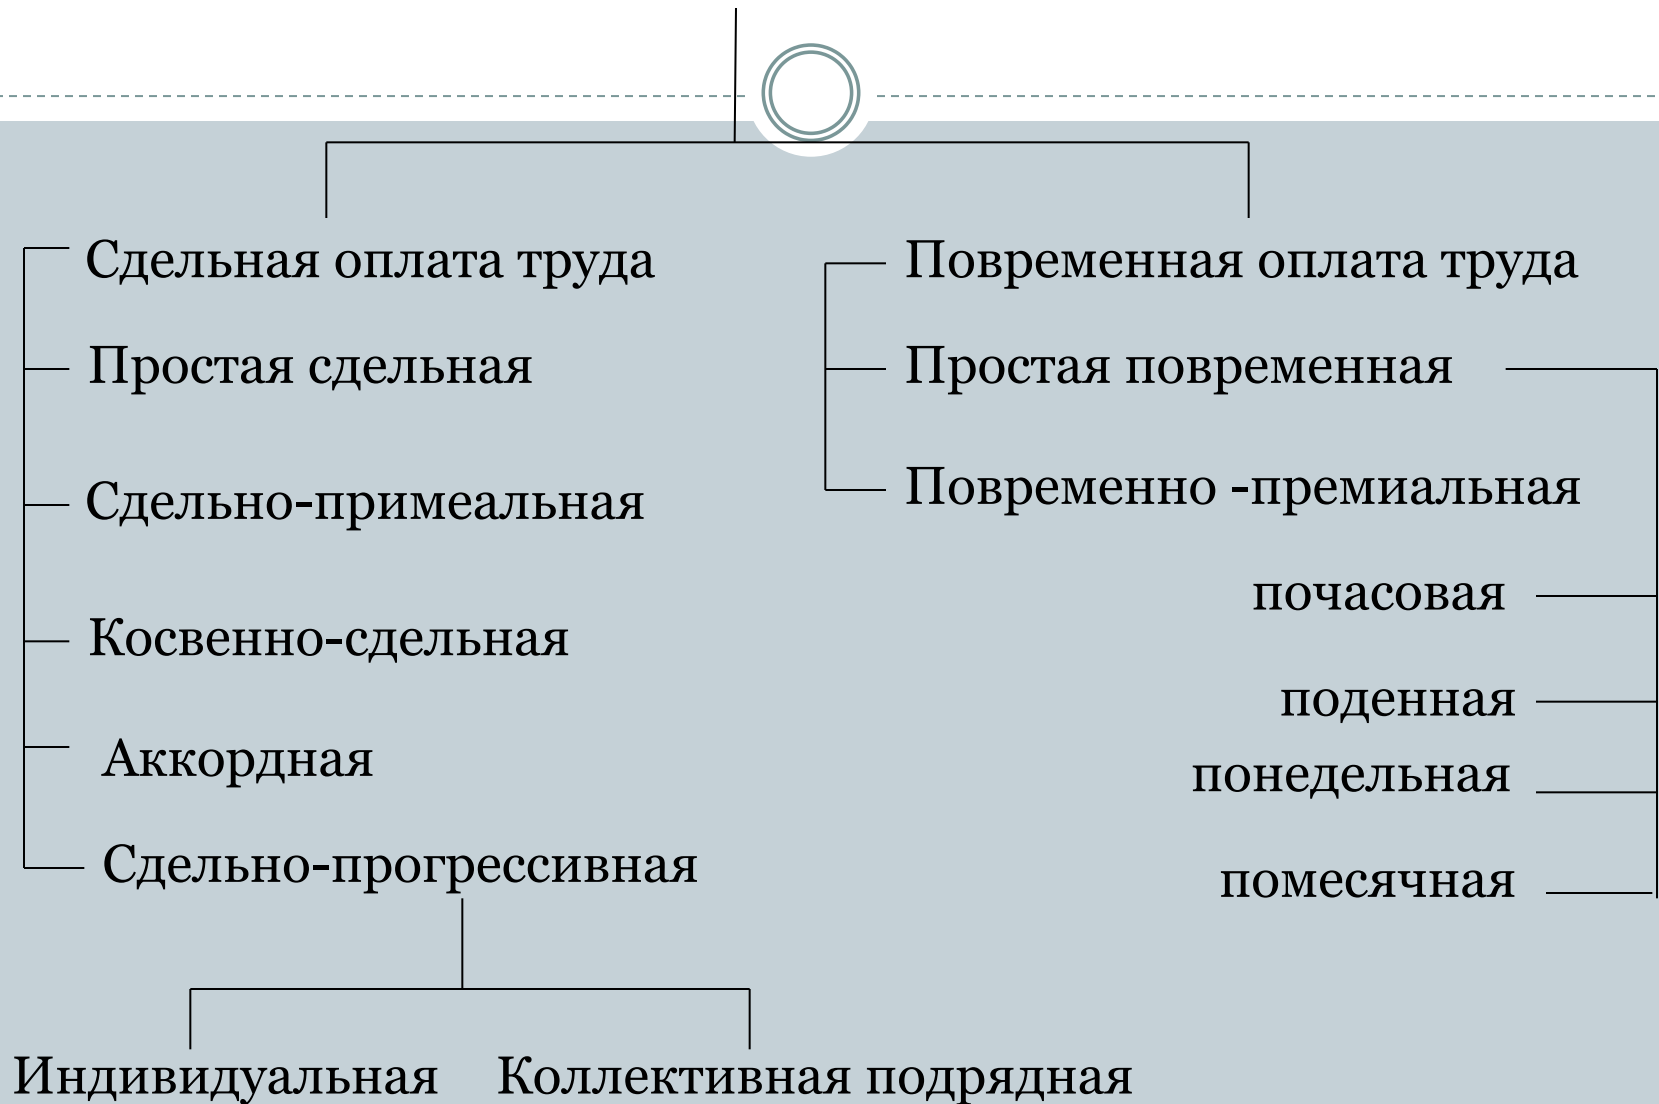 Сдельная оплата труда
Простая сдельная
Сдельно-примеальная
Косвенно-сдельная
Аккордная
Сдельно-прогрессивная
Индивидуальная
Коллективная подрядная
Повременная оплата труда
Простая повременная
Повременно -премиальная
почасовая
поденная
понедельная
помесячная